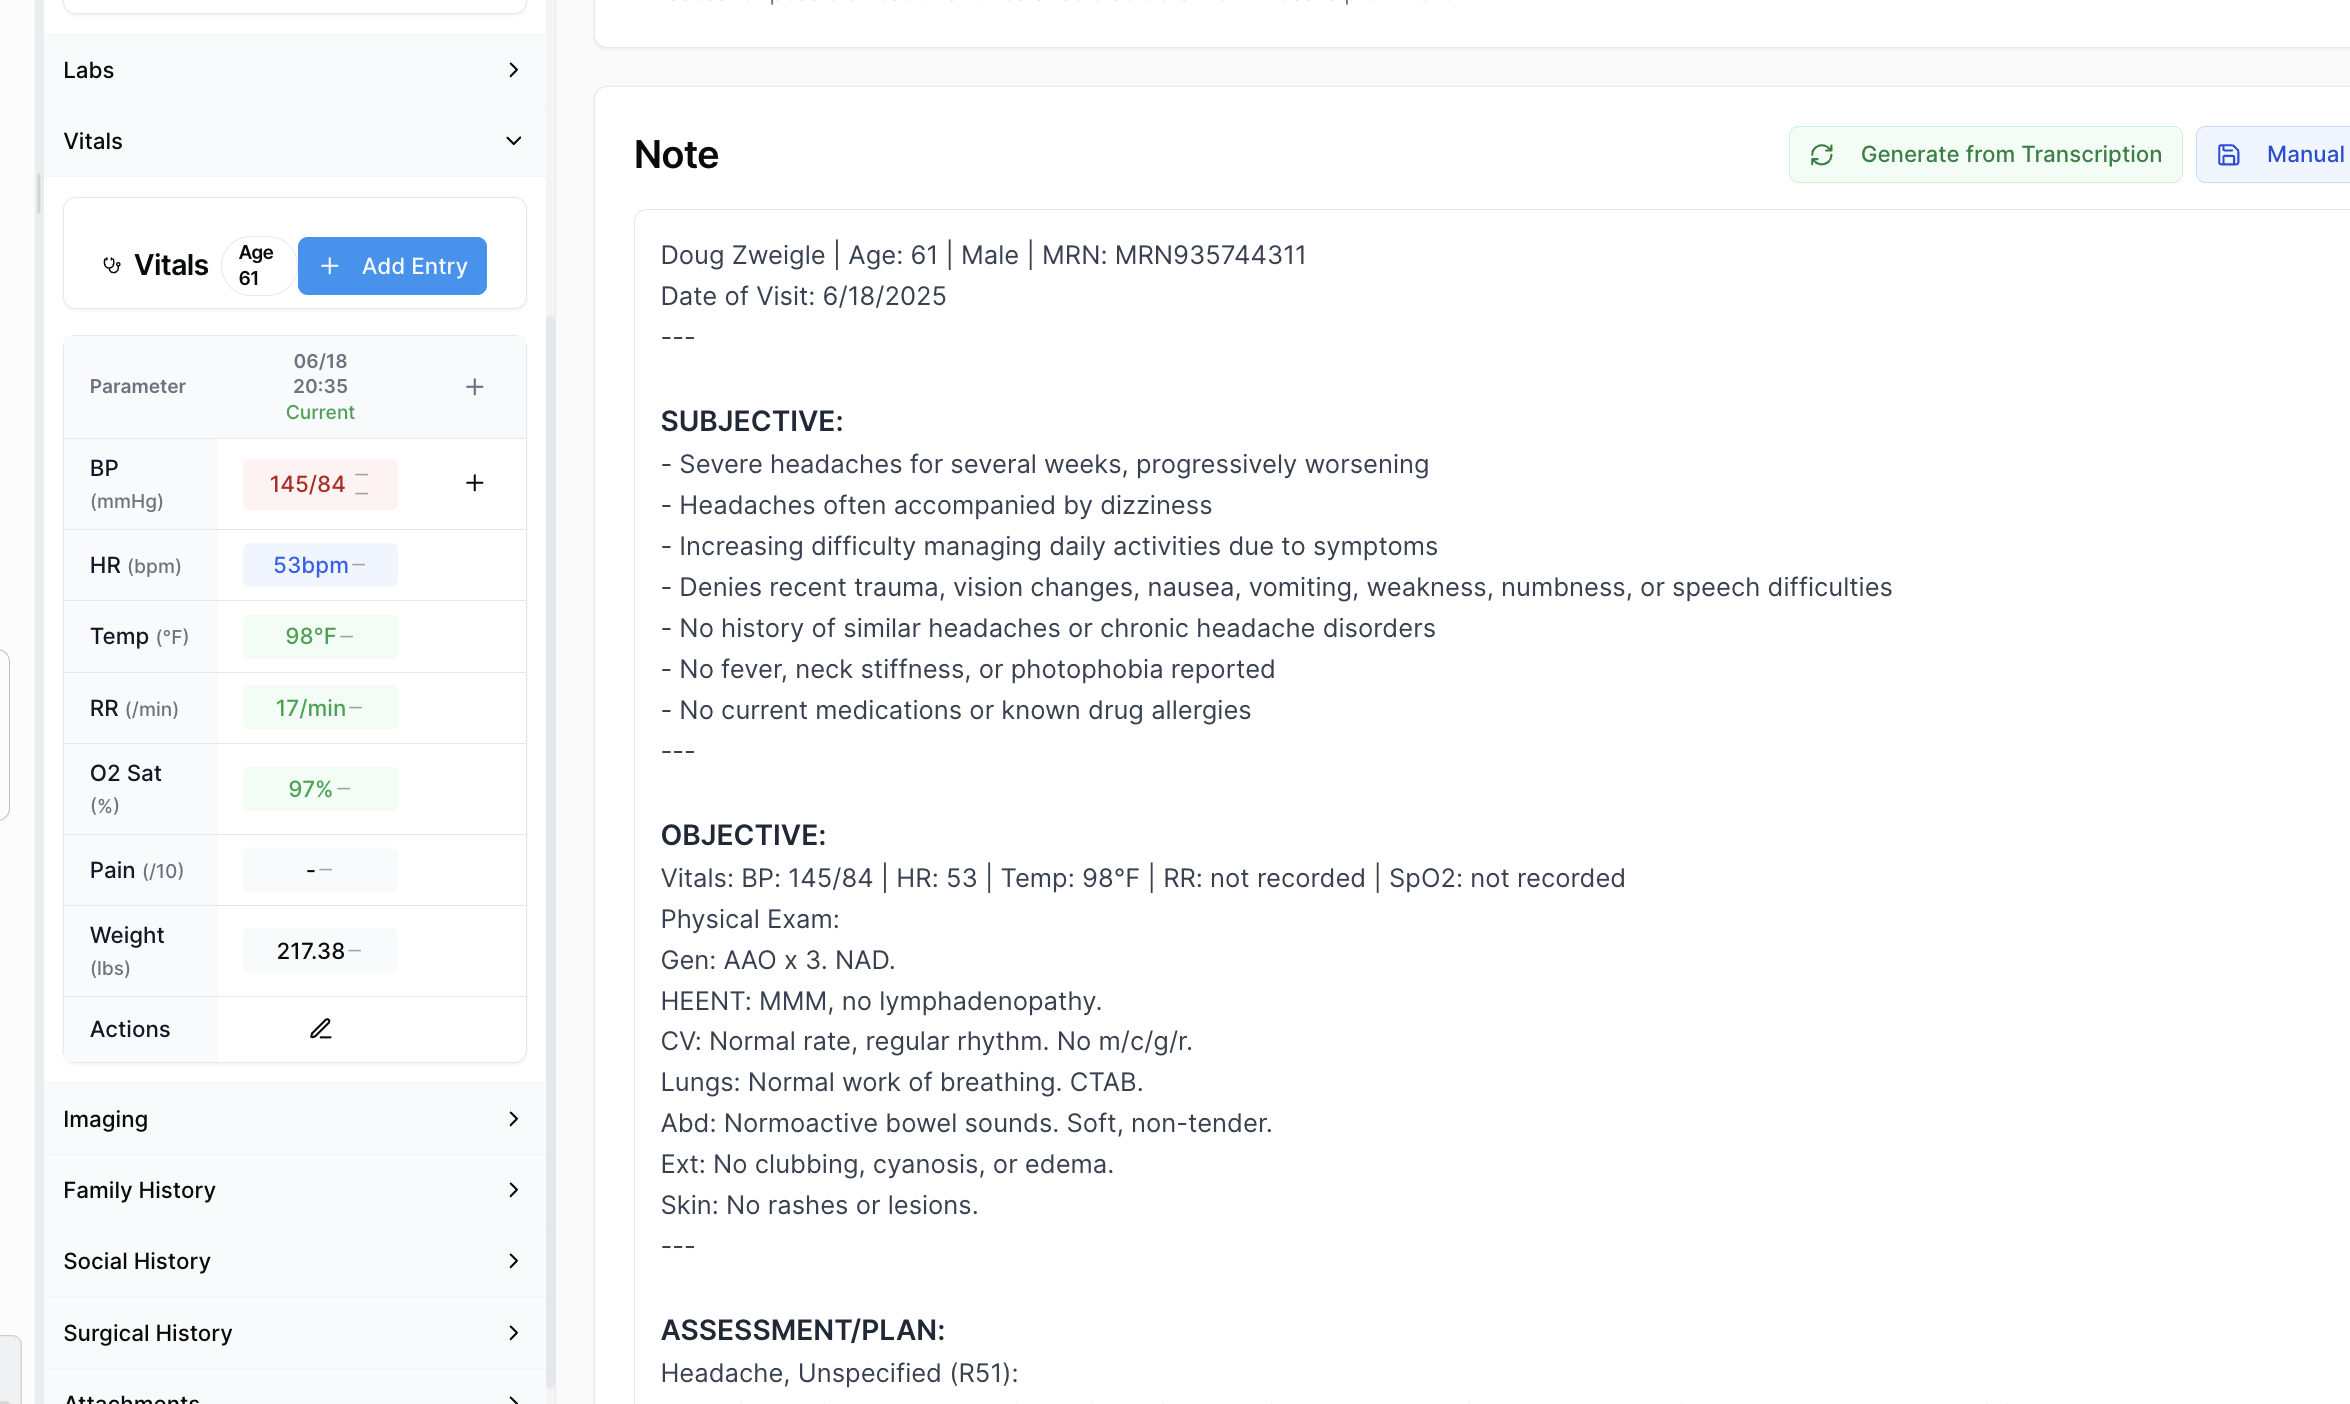 Labs
Vitals
Vitals
Age
61
Add Entry
Parameter
06/18
20:35
Current
BP
(mmHg)
145/84
HR (bpm)
53bpm
Temp (°F)
98°F
RR (/min)
17/min
O2 Sat
(%)
97%
Pain (/10)
-
Weight
(lbs)
217.38
Actions
Imaging
Family History
Social History
Surgical History
Attachments
Note
Generate from Transcription
Manual
Doug Zweigle | Age: 61 | Male | MRN: MRN935744311
Date of Visit: 6/18/2025
---
SUBJECTIVE:
- Severe headaches for several weeks, progressively worsening
- Headaches often accompanied by dizziness
- Increasing difficulty managing daily activities due to symptoms
- Denies recent trauma, vision changes, nausea, vomiting, weakness, numbness, or speech difficulties
- No history of similar headaches or chronic headache disorders
- No fever, neck stiffness, or photophobia reported
- No current medications or known drug allergies
---
OBJECTIVE:
Vitals: BP: 145/84 | HR: 53 | Temp: 98°F | RR: not recorded | SpO2: not recorded
Physical Exam:
Gen: AAO x 3. NAD.
HEENT: MMM, no lymphadenopathy.
CV: Normal rate, regular rhythm. No m/c/g/r.
Lungs: Normal work of breathing. CTAB.
Abd: Normoactive bowel sounds. Soft, non-tender.
Ext: No clubbing, cyanosis, or edema.
Skin: No rashes or lesions.
---
ASSESSMENT/PLAN:
Headache, Unspecified (R51):